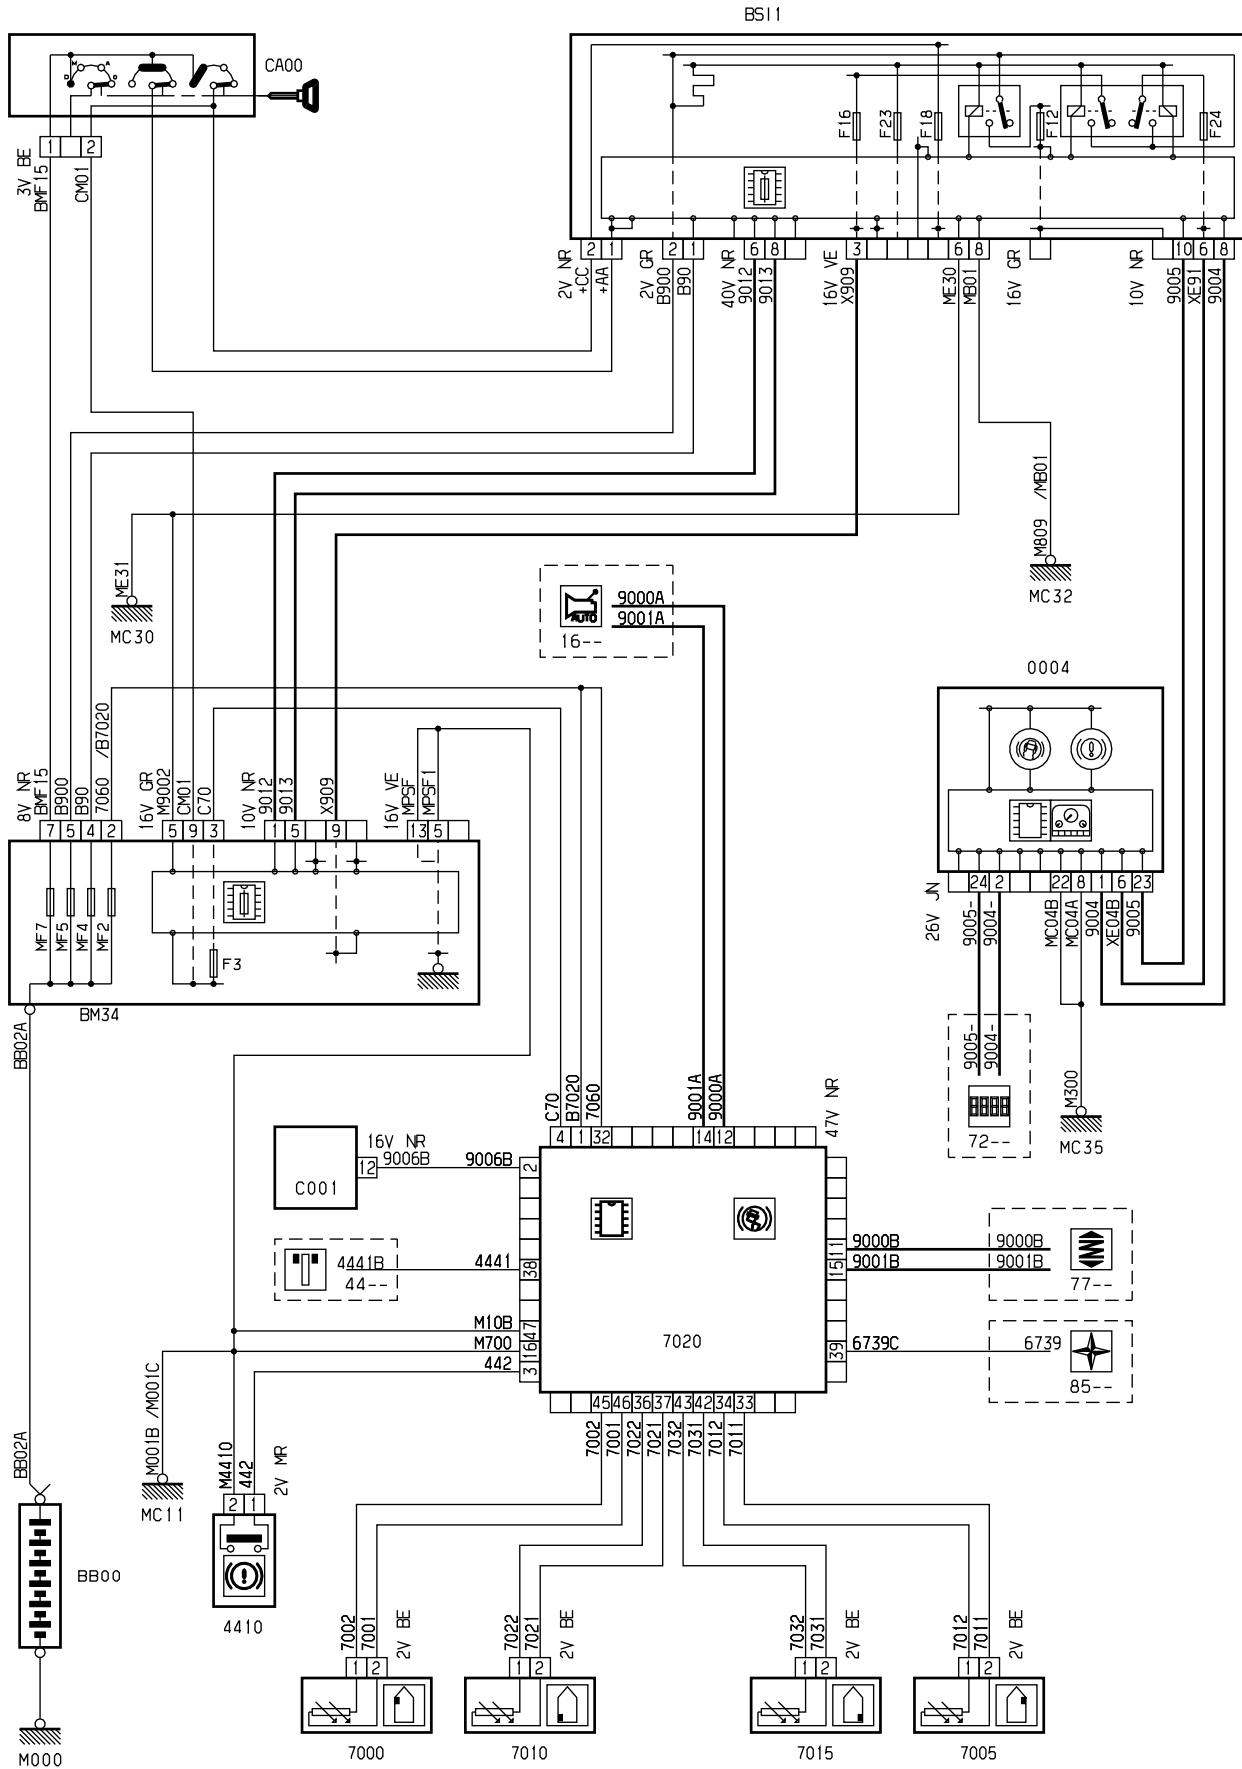 BSI1
CA00
M A
D D
F16
F23
F18
F12
F24
1 2
3V BE
BMF15
CM01
2 1 2 1 6 8 3 6 8 10 6 8
2V NR
+CC
+AA
2V GR
B900
B90
40V NR
9012
9013
16V VE
X909
ME30
MB01
16V GR
10V NR
9005
XE91
9004
M809 /MB01
MC32
ME31
MC30
9000A
9001A
AUTO
16--
0004
8V NR
BMF15
B900
B90
7060 /B7020
16V GR
M9002
CM01
C70
10V NR
9012
9013
X909
16V VE
MPSF
MPSF1
7 5 4 2 5 9 3 1 5 9 13 5
MF7
MF5
MF4
MF2
F3
BM34
24 2 22 8 1 6 23
26V JN
9005-
9004-
MC04B
MC04A
9004
XE04B
9005
BB02A
9005-
9004-
72--
M300
MC35
C70
B7020
7060
9001A
9000A
47V NR
4 1 32 14 12
16V NR
9006B
9006B
12
2
C001
4441B
44--
4441
38
M10B
47
M700
16
442
3
7020
11
9000B
9000B
15
9001B
9001B
77--
39
6739C
6739
85--
45 46 36 37 43 42 34 33
7002
7001
7022
7021
7032
7031
7012
7011
M001B /M001C
MC11
M4410
442
2V MR
2 1
4410
BB02A
BB00
M000
7002
7001
2V BE
7022
7021
2V BE
7032
7031
2V BE
7012
7011
2V BE
1 2 1 2 1 2 1 2
7000
7010
7015
7005